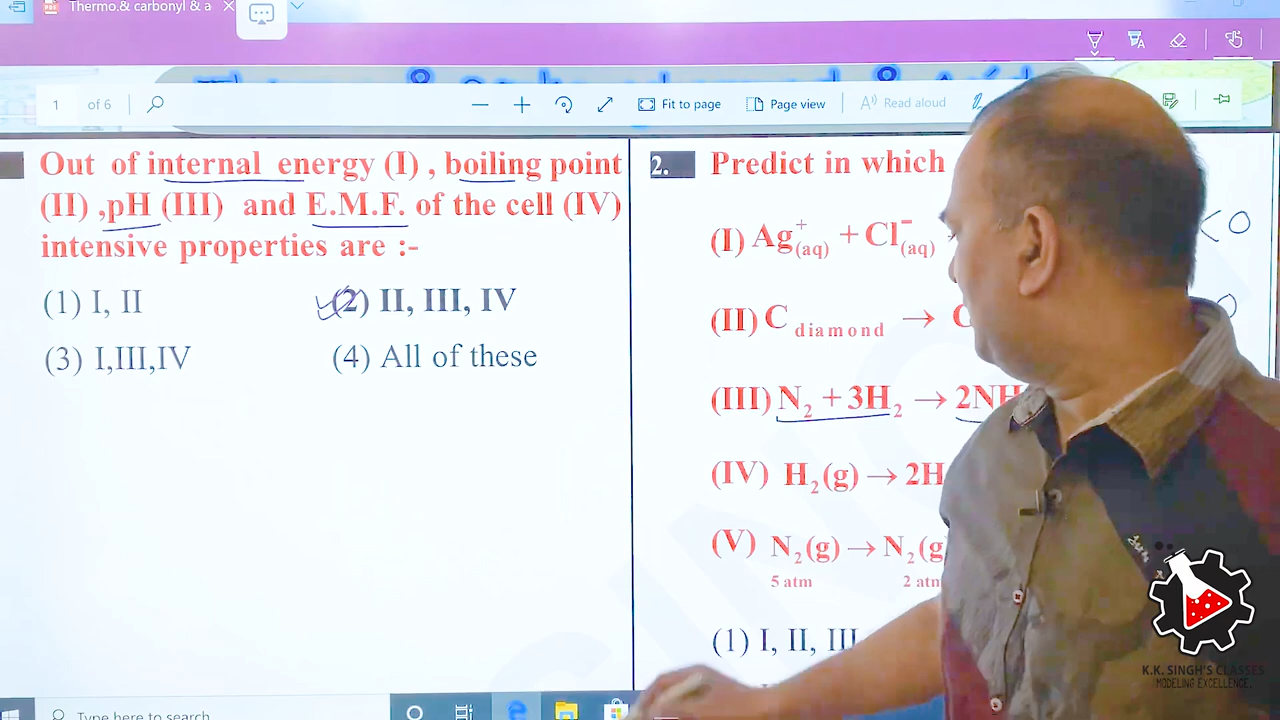 Thermo.& carbonyl & a
1 of 6
Fit to page
Page view
Read aloud
Out of internal energy (I) , boiling point
(II) ,pH (III) and E.M.F. of the cell (IV)
intensive properties are :-
(1) I, II
(2) II, III, IV
(3) I,III,IV
(4) All of these
2. Predict in which
(I) Ag⁺(aq) + Cl⁻(aq)
<0
(II) C diamond →
0
(III) N₂ + 3H₂ → 2NH
(IV) H₂(g) → 2H
(V) N₂(g) → N₂(g
5 atm 2 atm
(1) I, II, III
K.K. SINGH'S CLASSES
MODELING EXCELLENCE.
Type here to search